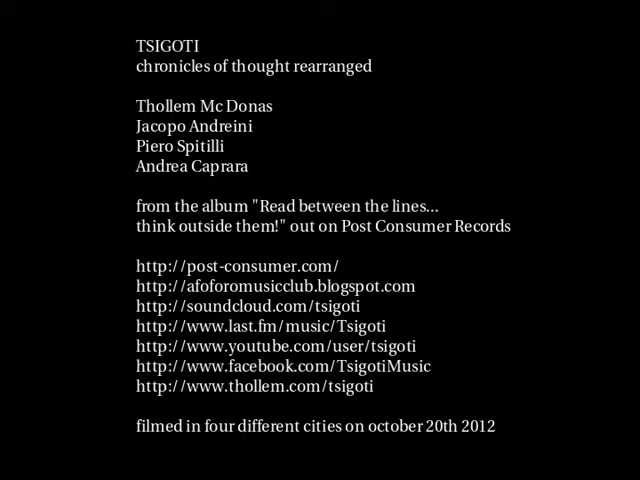 TSIGOTI
chronicles of thought rearranged
Thollem Mc Donas
Jacopo Andreini
Piero Spitilli
Andrea Caprara
from the album "Read between the lines...
think outside them!" out on Post Consumer Records
http://post-consumer.com/
http://afoforomusicclub.blogspot.com
http://soundcloud.com/tsigoti
http://www.last.fm/music/Tsigoti
http://www.youtube.com/user/tsigoti
http://www.facebook.com/TsigotiMusic
http://www.thollem.com/tsigoti
filmed in four different cities on october 20th 2012